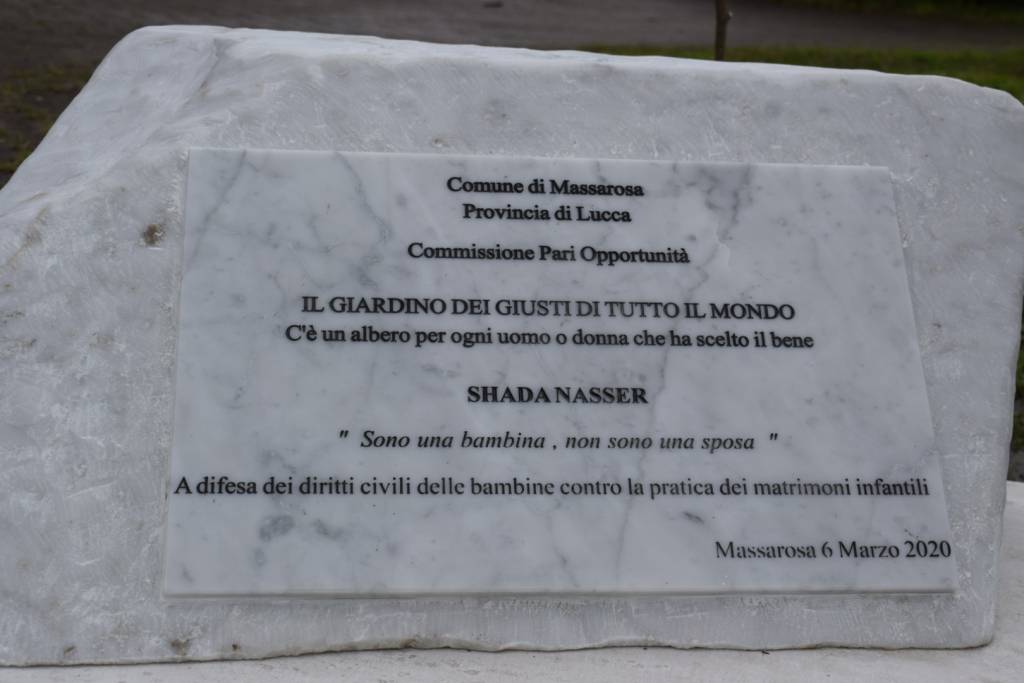 Comune di Massarosa
Provincia di Lucca
Commissione Pari Opportunità
IL GIARDINO DEI GIUSTI DI TUTTO IL MONDO
C'è un albero per ogni uomo o donna che ha scelto il bene
SHADA NASSER
" Sono una bambina , non sono una sposa "
A difesa dei diritti civili delle bambine contro la pratica dei matrimoni infantili
Massarosa 6 Marzo 2020